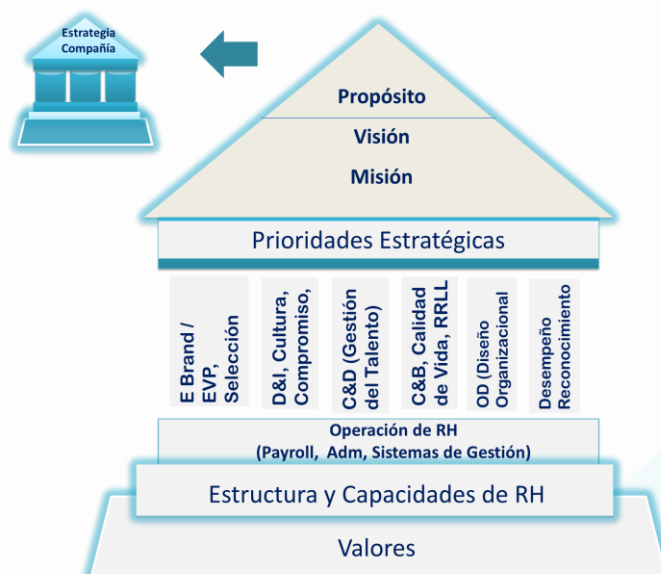 Estrategia
Compañía
Propósito
Visión
Misión
Prioridades Estratégicas
E Brand /
EVP,
Selección
D&I, Cultura,
Compromiso,
C&D (Gestión
del Talento)
C&B, Calidad
de Vida, RRLL
OD (Diseño
Organizacional
Desempeño
Reconocimiento
Operación de RH
(Payroll, Adm, Sistemas de Gestión)
Estructura y Capacidades de RH
Valores